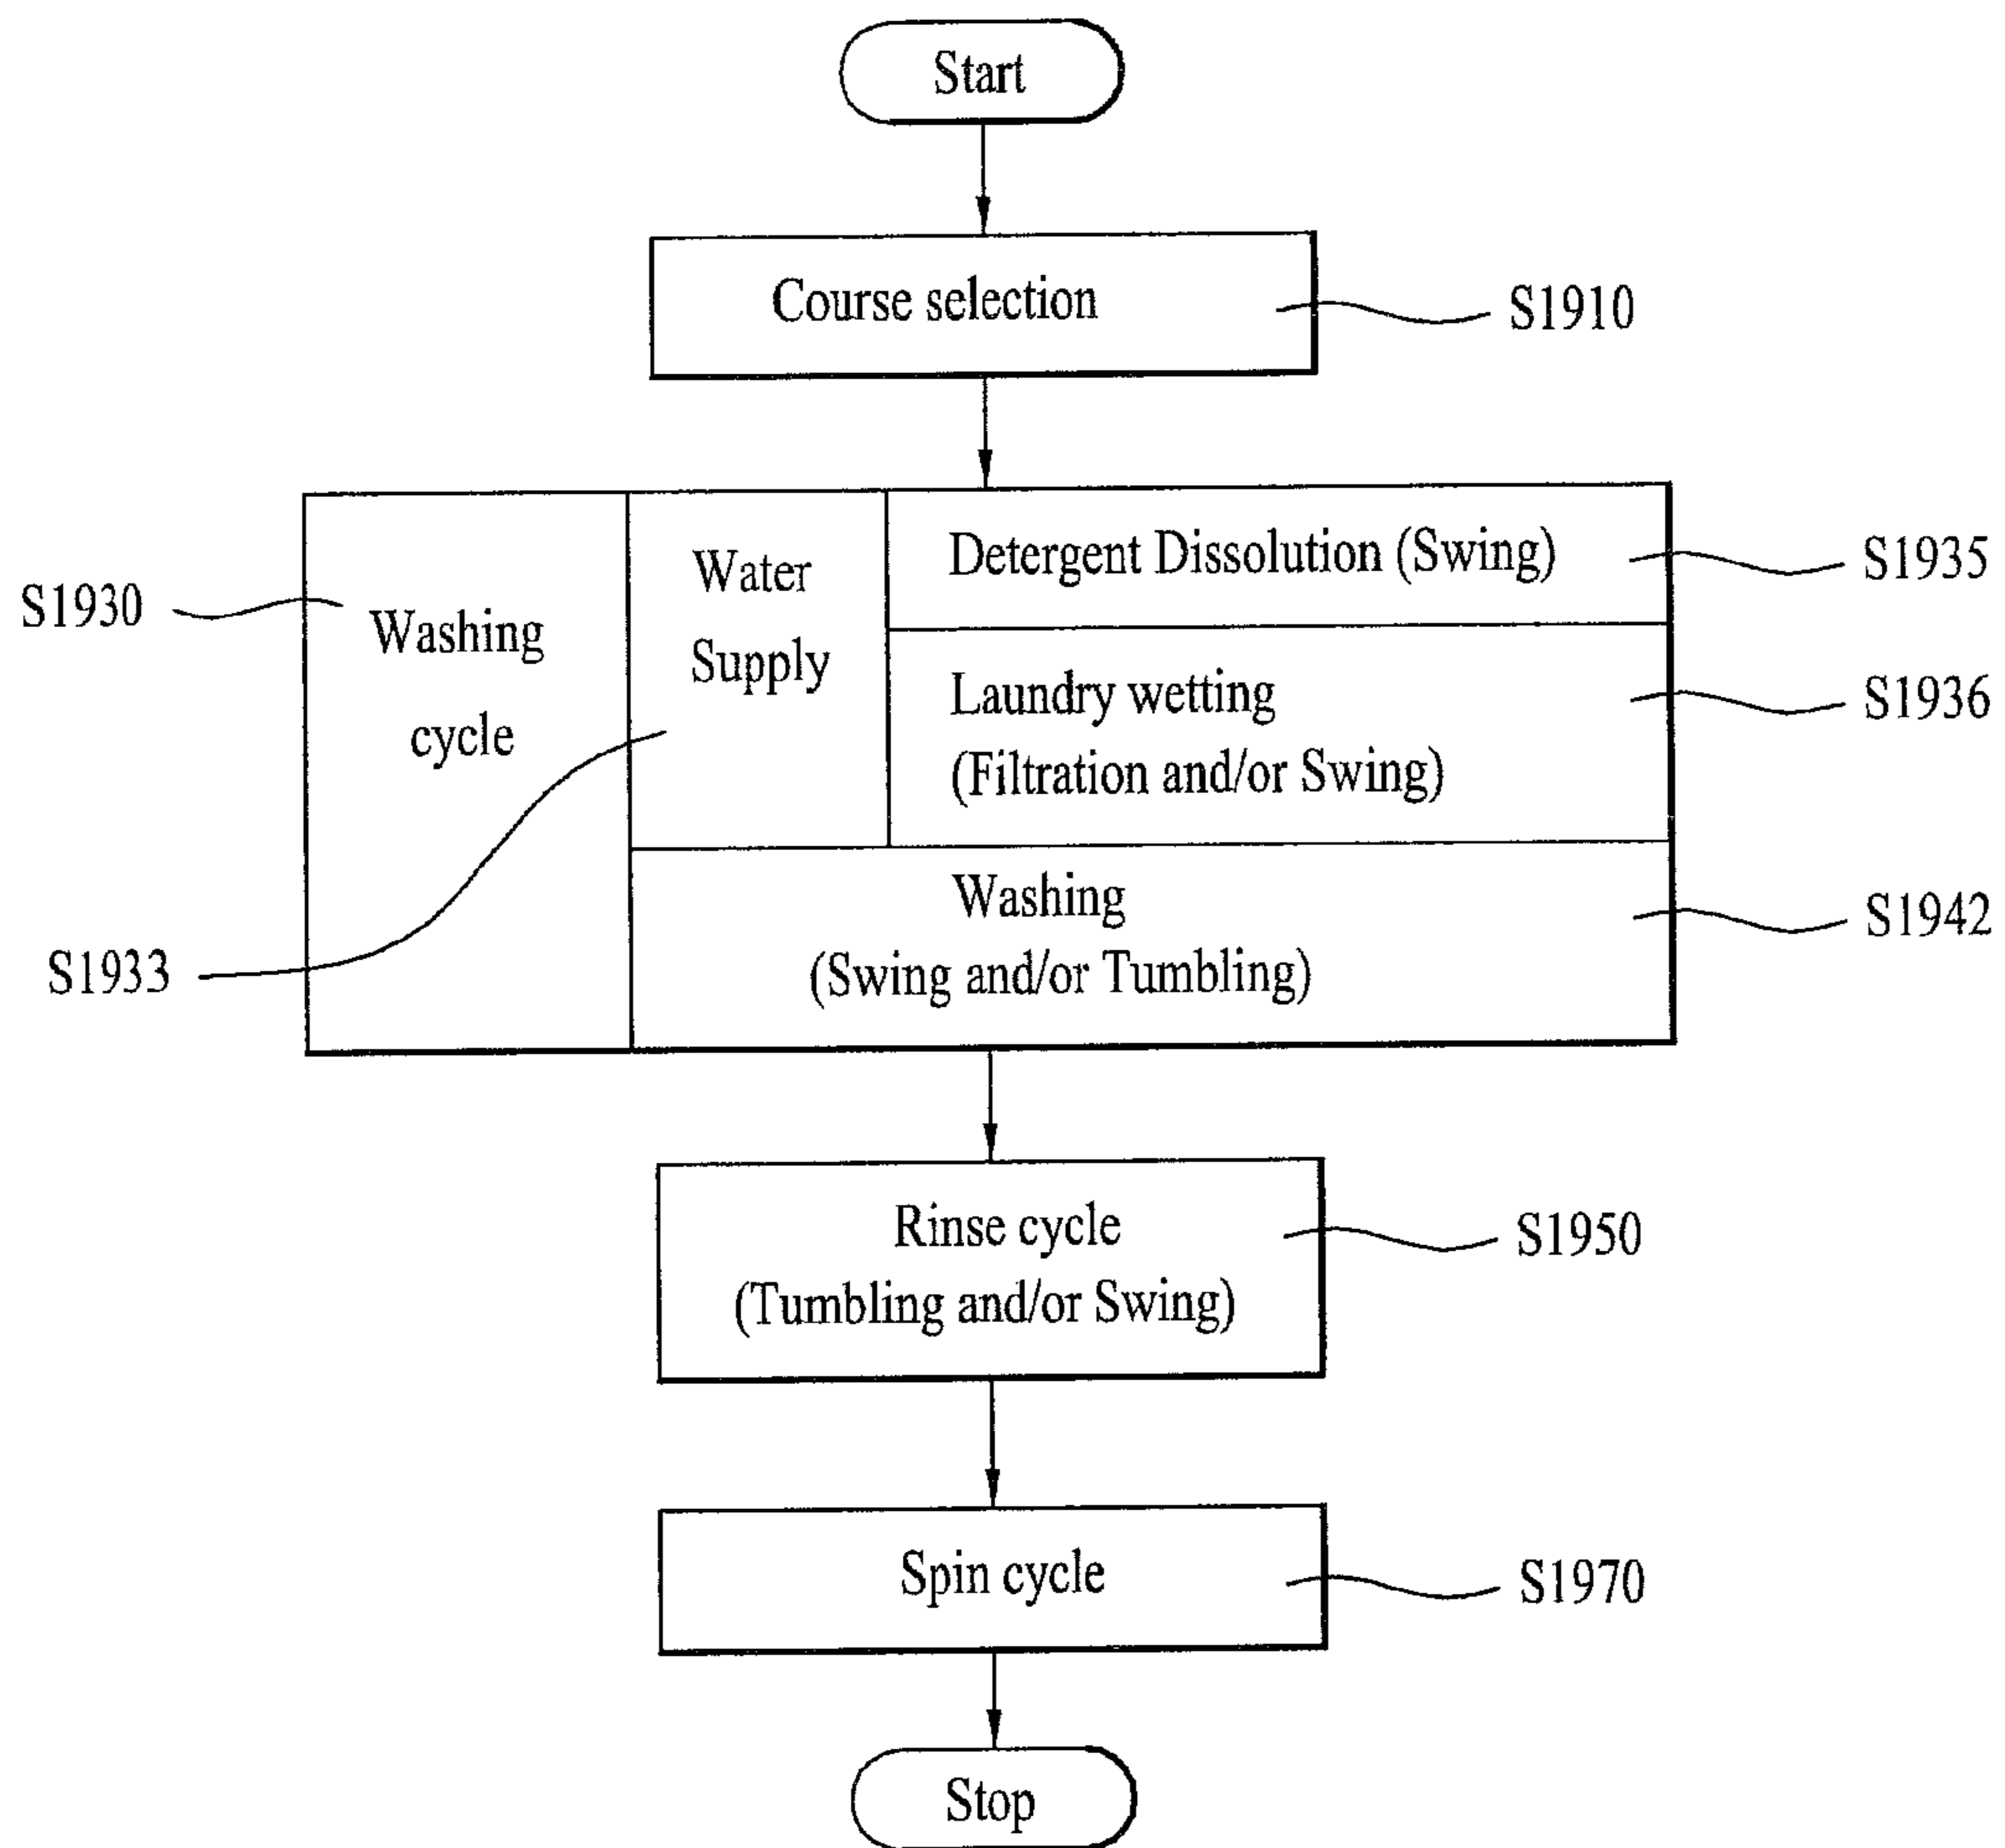 Start
Course selection
S1910
S1930
Washing
cycle
Water
Supply
S1933
Detergent Dissolution (Swing)
S1935
Laundry wetting
(Filtration and/or Swing)
S1936
Washing
(Swing and/or Tumbling)
S1942
Rinse cycle
(Tumbling and/or Swing)
S1950
Spin cycle
S1970
Stop